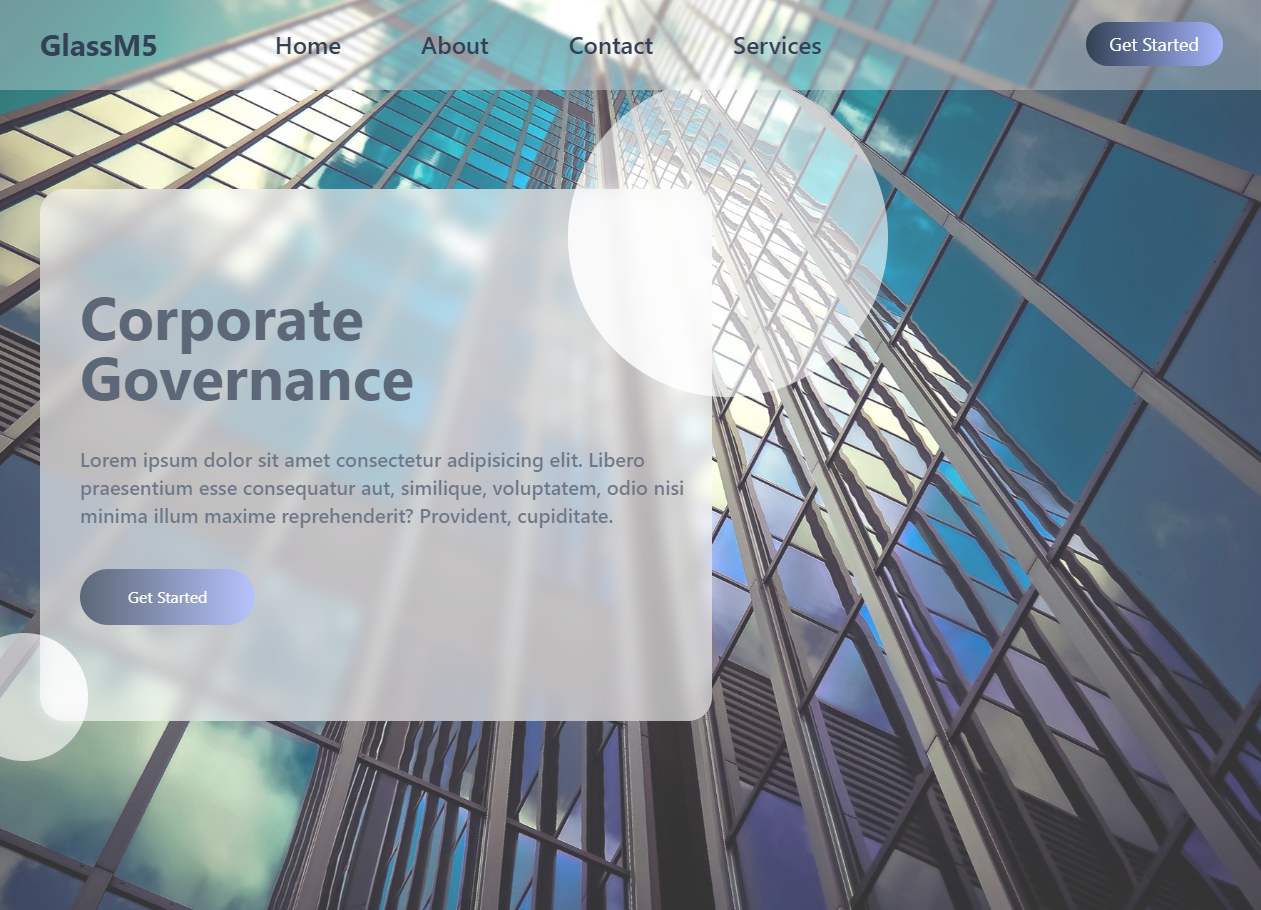 GlassM5
Home
About
Contact
Services
Get Started
Corporate
Governance
Lorem ipsum dolor sit amet consectetur adipisicing elit. Libero
praesentium esse consequatur aut, similique, voluptatem, odio nisi
minima illum maxime reprehenderit? Provident, cupiditate.
Get Started